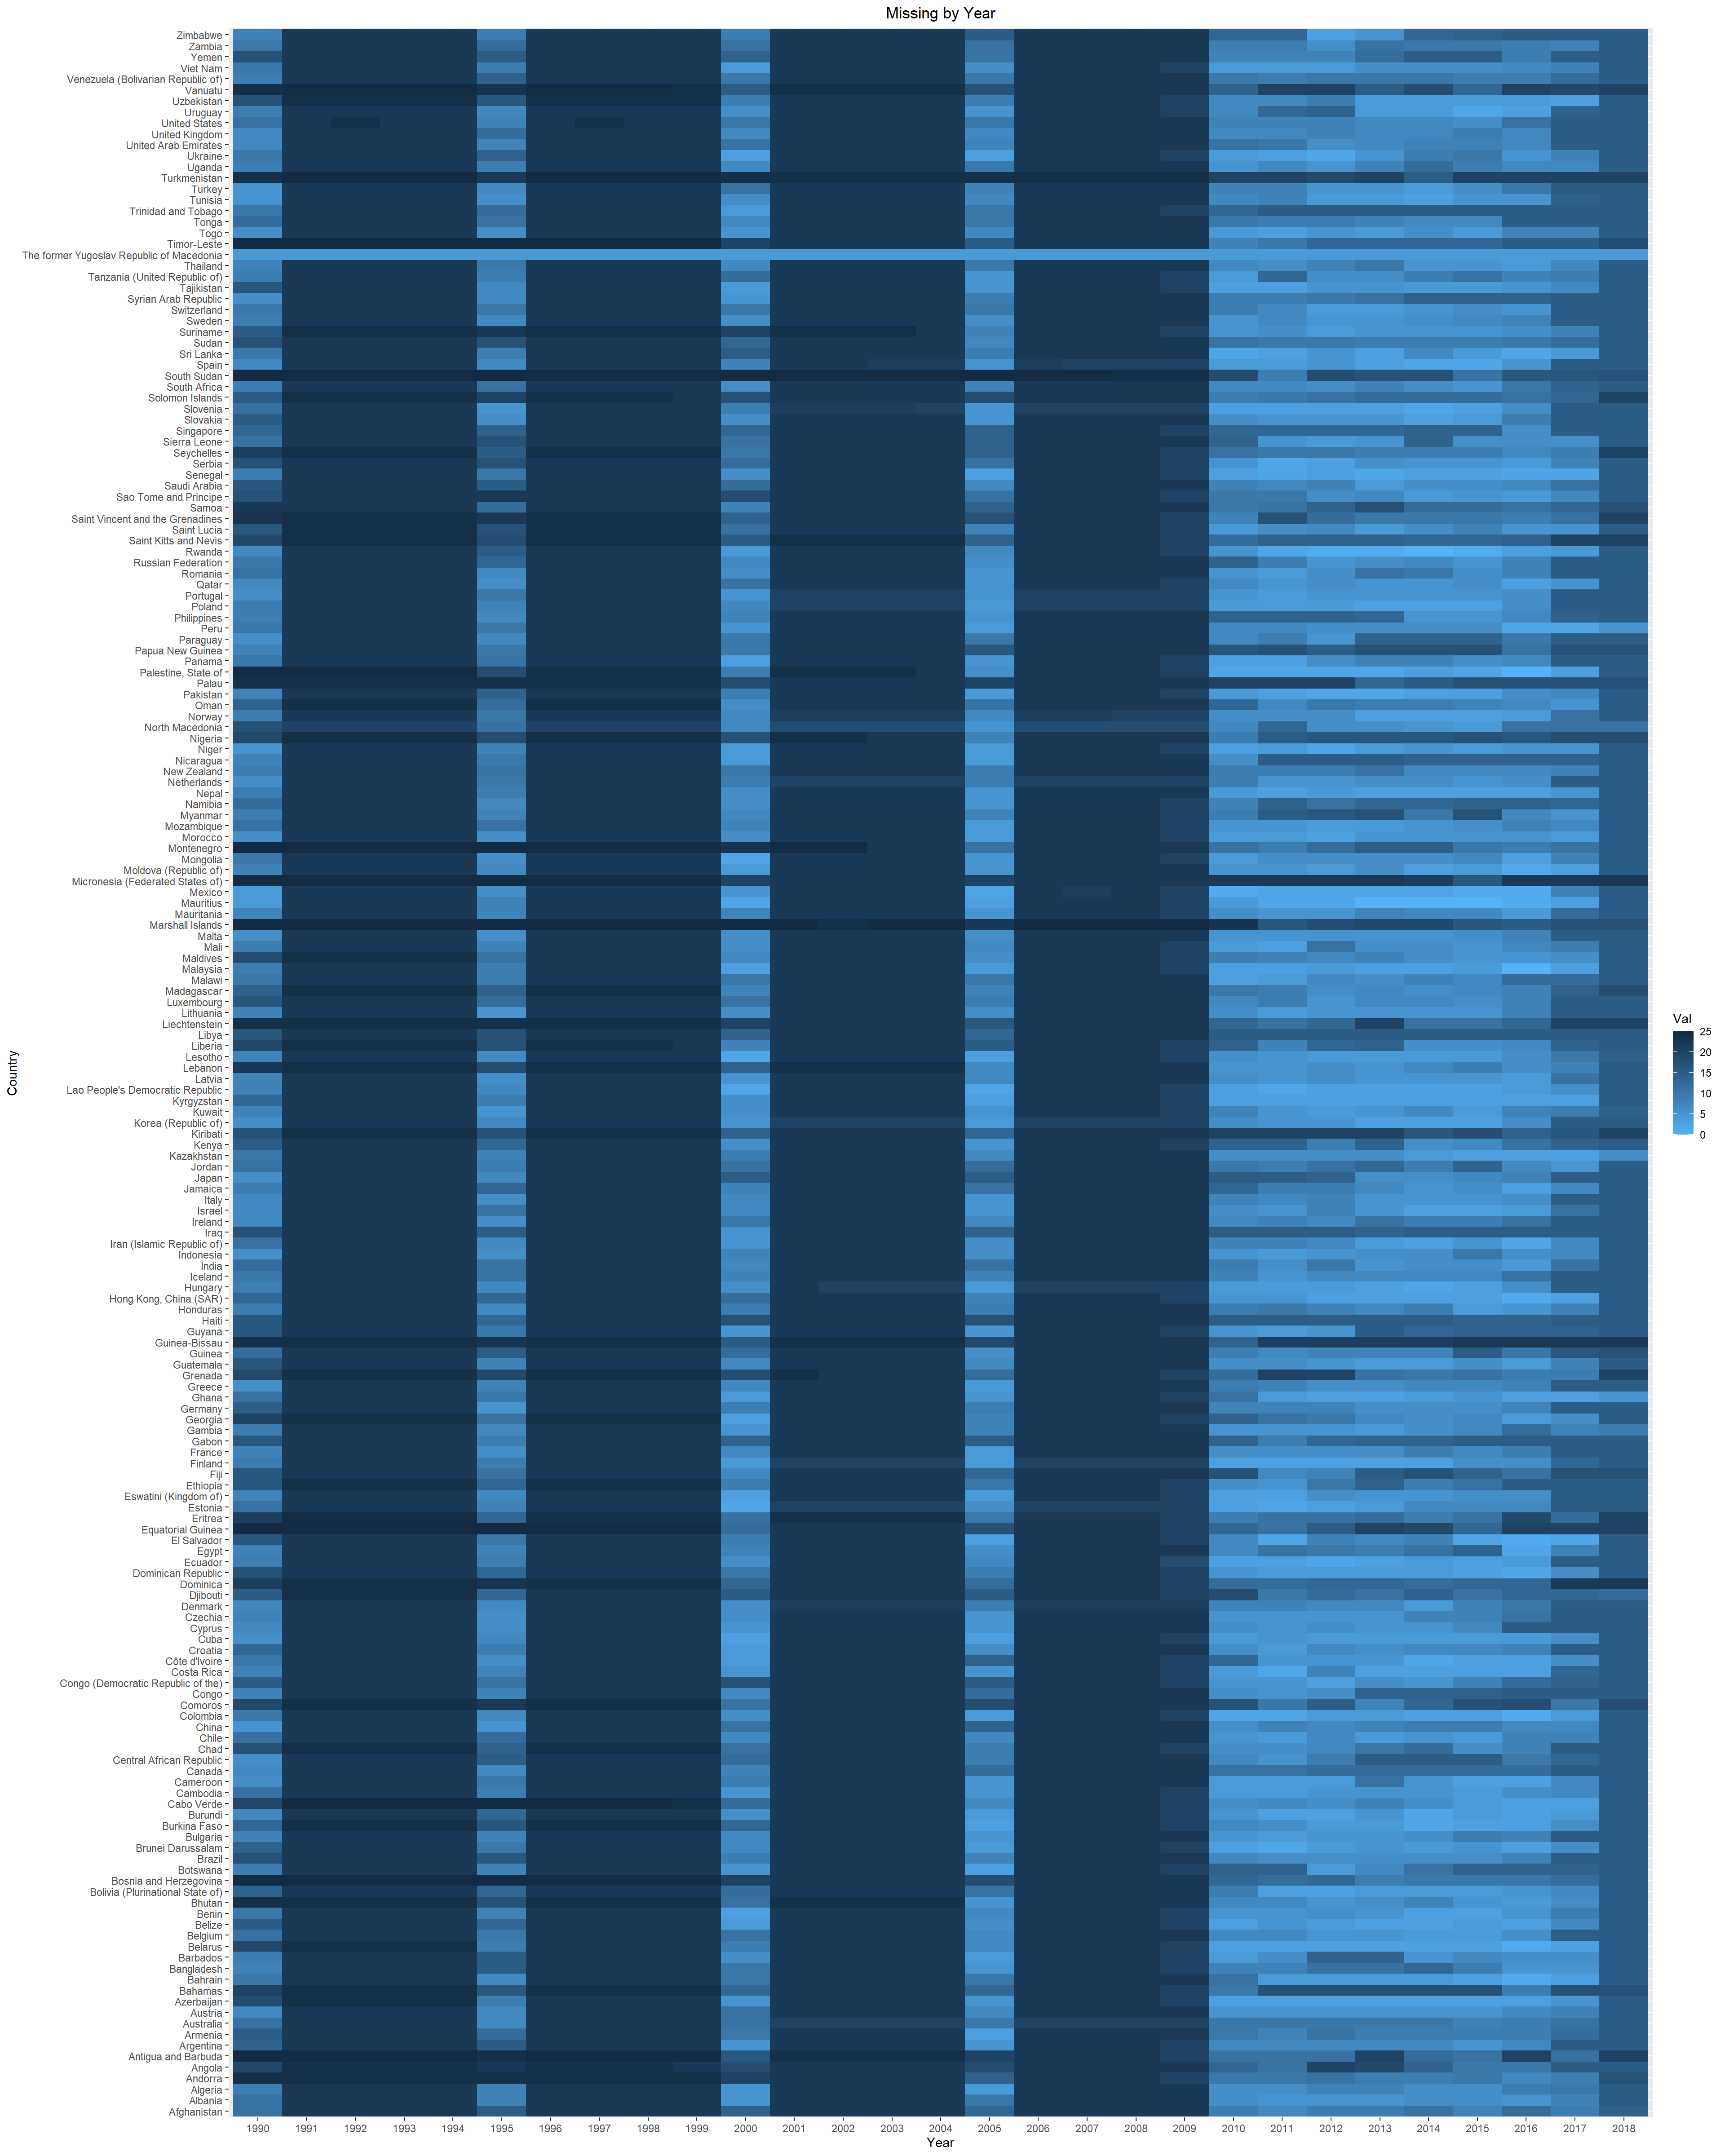 Missing by Year
Zimbabwe
Zambia
Yemen
Viet Nam
Venezuela (Bolivarian Republic of)
Vanuatu
Uzbekistan
Uruguay
United States
United Kingdom
United Arab Emirates
Ukraine
Uganda
Turkmenistan
Turkey
Tunisia
Trinidad and Tobago
Tonga
Togo
Timor-Leste
The former Yugoslav Republic of Macedonia
Thailand
Tanzania (United Republic of)
Tajikistan
Syrian Arab Republic
Switzerland
Sweden
Suriname
Sudan
Sri Lanka
Spain
South Sudan
South Africa
Solomon Islands
Slovenia
Slovakia
Singapore
Sierra Leone
Seychelles
Serbia
Senegal
Saudi Arabia
Sao Tome and Principe
Samoa
Saint Vincent and the Grenadines
Saint Lucia
Saint Kitts and Nevis
Rwanda
Russian Federation
Romania
Qatar
Portugal
Poland
Philippines
Peru
Paraguay
Papua New Guinea
Panama
Palestine, State of
Palau
Pakistan
Oman
Norway
North Macedonia
Nigeria
Niger
Nicaragua
New Zealand
Netherlands
Nepal
Namibia
Myanmar
Mozambique
Morocco
Montenegro
Mongolia
Moldova (Republic of)
Micronesia (Federated States of)
Mexico
Mauritius
Mauritania
Marshall Islands
Malta
Mali
Maldives
Malaysia
Malawi
Madagascar
Luxembourg
Lithuania
Liechtenstein
Libya
Liberia
Lesotho
Lebanon
Latvia
Lao People's Democratic Republic
Kyrgyzstan
Kuwait
Korea (Republic of)
Kiribati
Kenya
Kazakhstan
Jordan
Japan
Jamaica
Italy
Israel
Ireland
Iraq
Iran (Islamic Republic of)
Indonesia
India
Iceland
Hungary
Hong Kong, China (SAR)
Honduras
Haiti
Guyana
Guinea-Bissau
Guinea
Guatemala
Grenada
Greece
Ghana
Germany
Georgia
Gambia
Gabon
France
Finland
Fiji
Ethiopia
Eswatini (Kingdom of)
Estonia
Eritrea
Equatorial Guinea
El Salvador
Egypt
Ecuador
Dominican Republic
Dominica
Djibouti
Denmark
Czechia
Cyprus
Cuba
Croatia
Côte d'Ivoire
Costa Rica
Congo (Democratic Republic of the)
Congo
Comoros
Colombia
China
Chile
Chad
Central African Republic
Canada
Cameroon
Cambodia
Cabo Verde
Burundi
Burkina Faso
Bulgaria
Brunei Darussalam
Brazil
Botswana
Bosnia and Herzegovina
Bolivia (Plurinational State of)
Bhutan
Benin
Belize
Belgium
Belarus
Barbados
Bangladesh
Bahrain
Bahamas
Azerbaijan
Austria
Australia
Armenia
Argentina
Antigua and Barbuda
Angola
Andorra
Algeria
Albania
Afghanistan
Country
1990 1991 1992 1993 1994 1995 1996 1997 1998 1999 2000 2001 2002 2003 2004 2005 2006 2007 2008 2009 2010 2011 2012 2013 2014 2015 2016 2017 2018
Year
Val
25
20
15
10
5
0